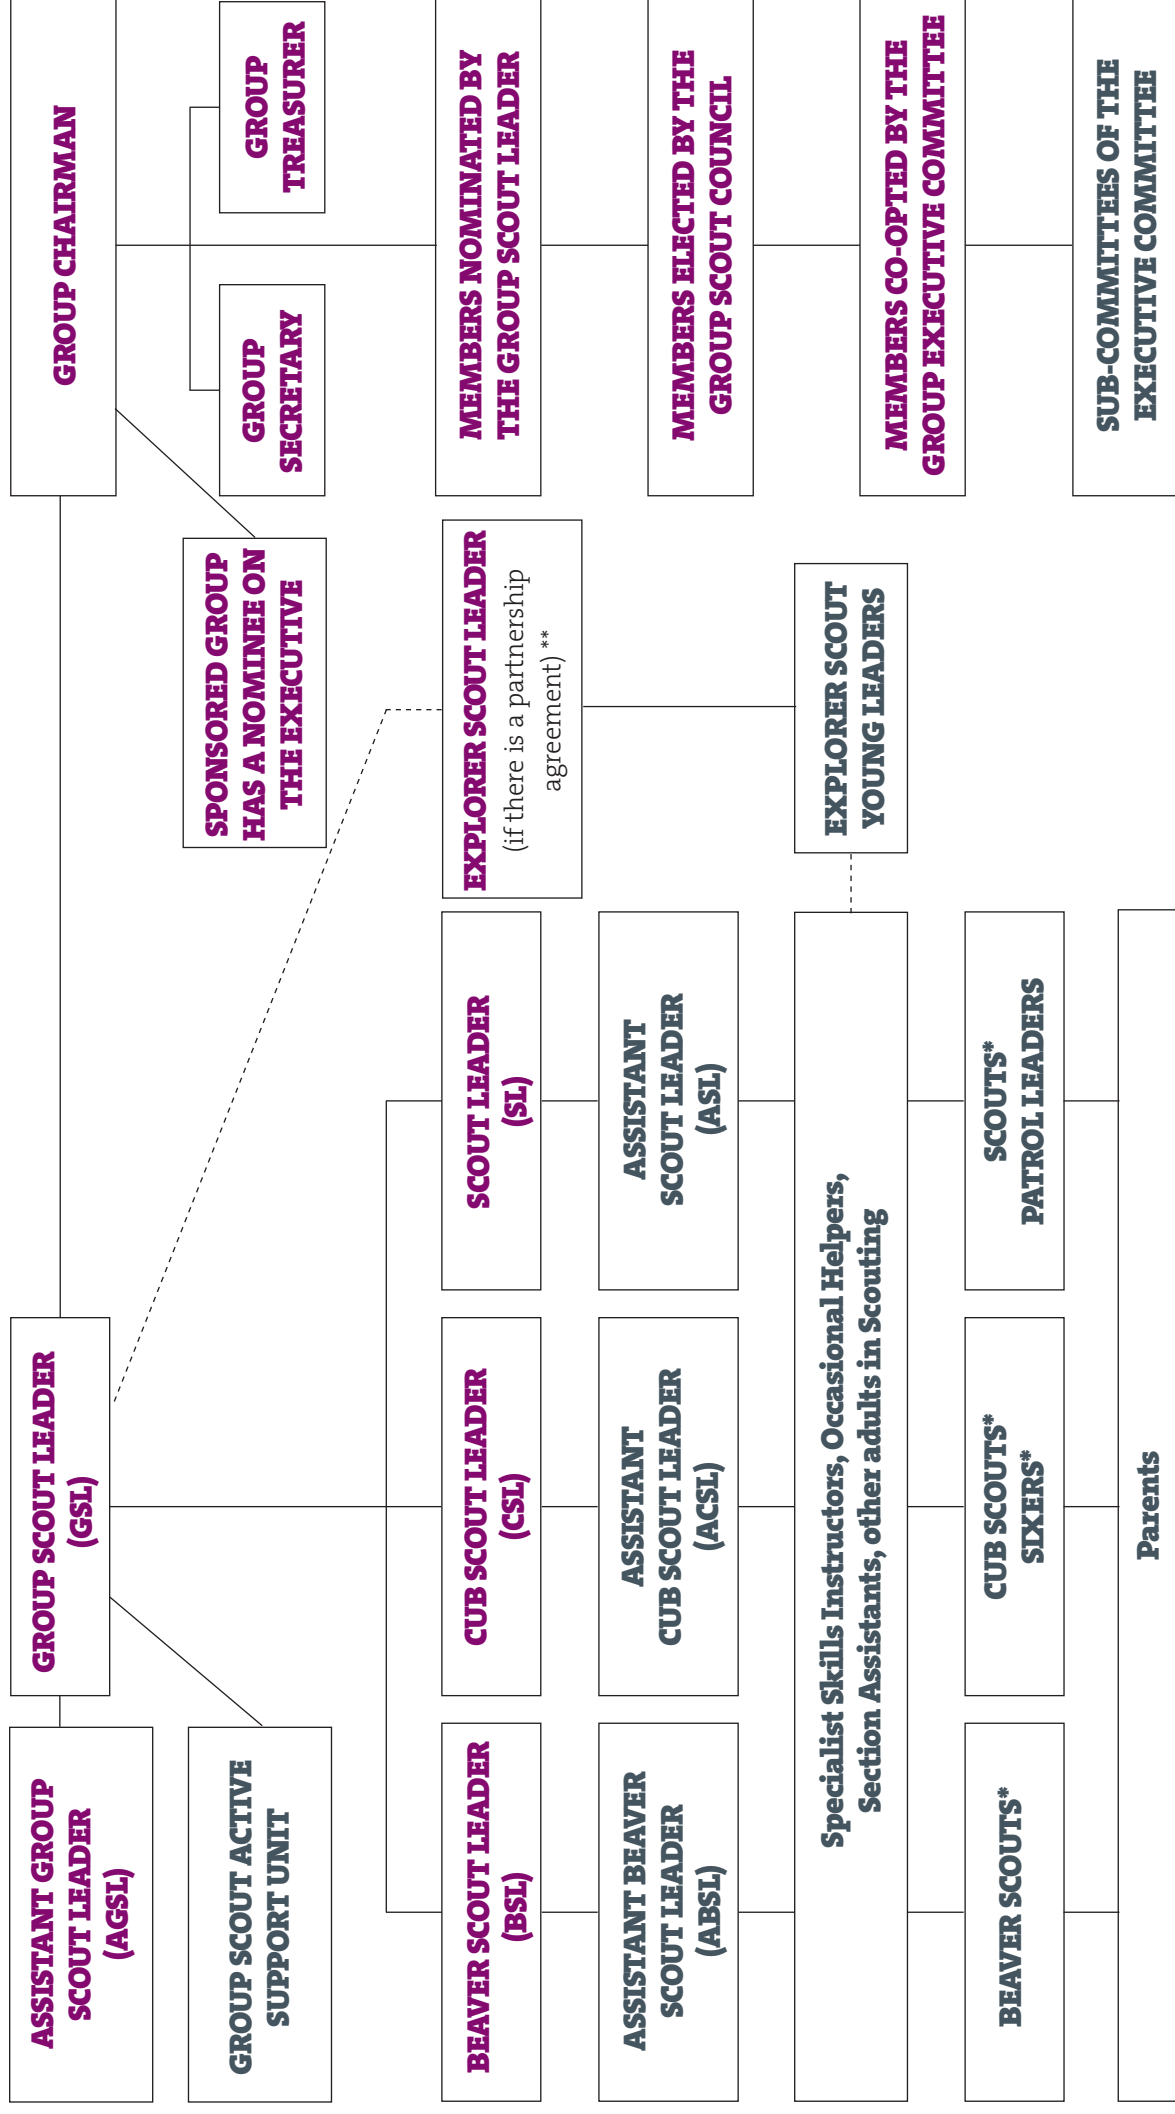 ASSISTANT GROUP
SCOUT LEADER
(AGSL)
GROUP SCOUT LEADER
(GSL)
GROUP CHAIRMAN
GROUP SCOUT ACTIVE
SUPPORT UNIT
SPONSORED GROUP
HAS A NOMINEE ON
THE EXECUTIVE
GROUP
SECRETARY
GROUP
TREASURER
BEAVER SCOUT LEADER
(BSL)
CUB SCOUT LEADER
(CSL)
SCOUT LEADER
(SL)
EXPLORER SCOUT LEADER
(if there is a partnership
agreement) **
MEMBERS NOMINATED BY
THE GROUP SCOUT LEADER
ASSISTANT BEAVER
SCOUT LEADER
(ABSL)
ASSISTANT
CUB SCOUT LEADER
(ACSL)
ASSISTANT
SCOUT LEADER
(ASL)
MEMBERS ELECTED BY THE
GROUP SCOUT COUNCIL
Specialist Skills Instructors, Occasional Helpers,
Section Assistants, other adults in Scouting
EXPLORER SCOUT
YOUNG LEADERS
MEMBERS CO-OPTED BY THE
GROUP EXECUTIVE COMMITTEE
BEAVER SCOUTS*
CUB SCOUTS*
SIXERS*
SCOUTS*
PATROL LEADERS
SUB-COMMITTEES OF THE
EXECUTIVE COMMITTEE
Parents